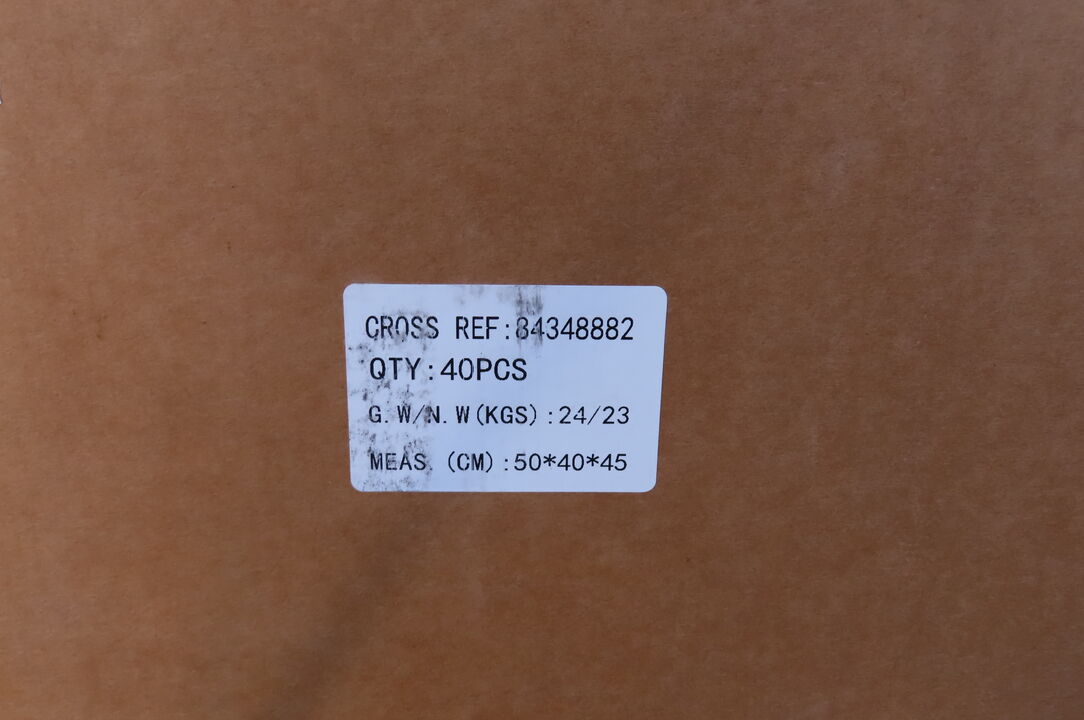 CROSS REF:84348882
QTY:40PCS
G.W/N.W(KGS):24/23
MEAS.(CM):50*40*45